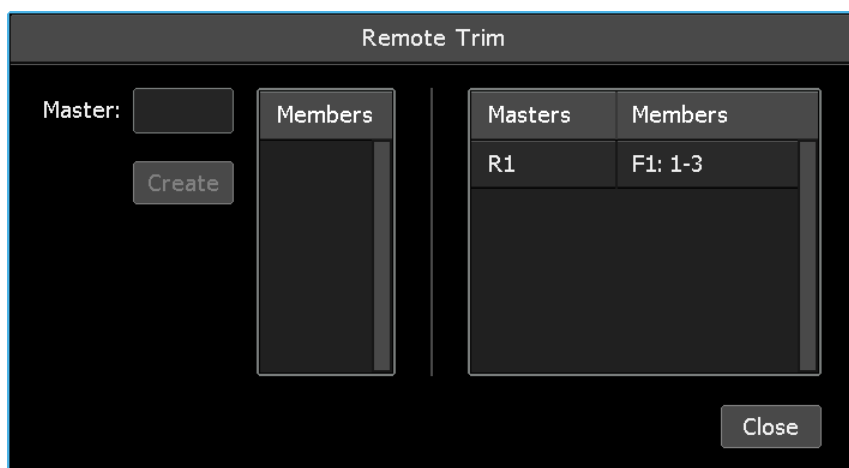 Remote Trim
Master:
Create
Members
Masters Members
R1 F1: 1-3
Close